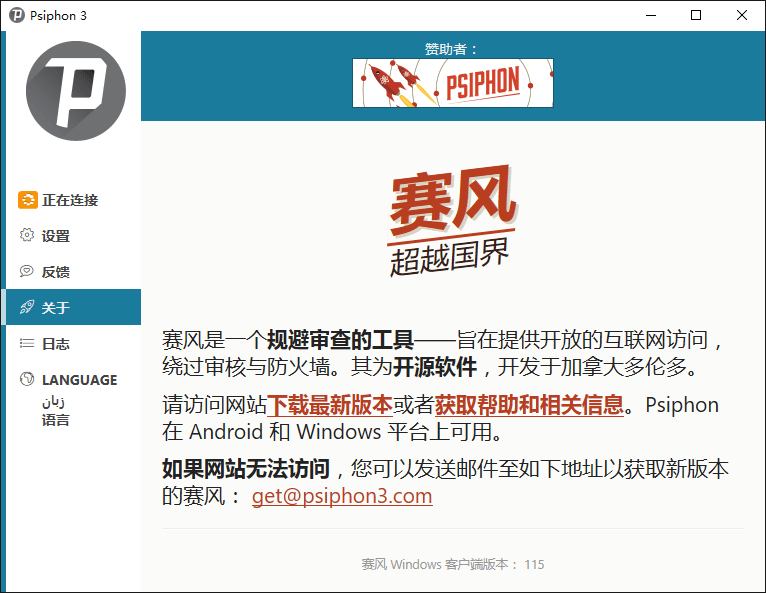 Psiphon 3
赞助者：
PSIPHON
正在连接
设置
反馈
关于
日志
LANGUAGE
زبان
语言
赛风
超越国界
赛风是一个规避审查的工具——旨在提供开放的互联网访问，
绕过审核与防火墙。其为开源软件，开发于加拿大多伦多。
请访问网站下载最新版本或者获取帮助和相关信息。Psiphon
在 Android 和 Windows 平台上可用。
如果网站无法访问，您可以发送邮件至如下地址以获取新版本
的赛风： get@psiphon3.com
赛风 Windows 客户端版本： 115